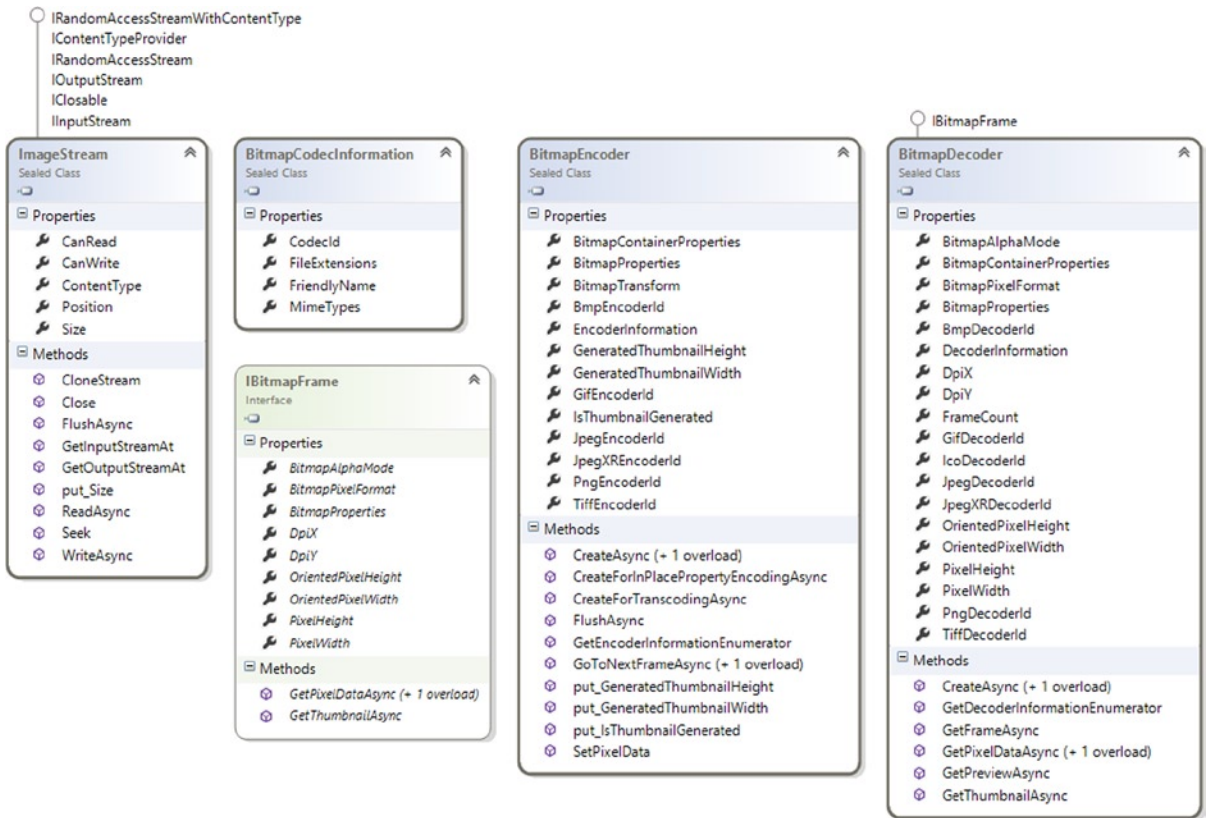 IRandomAccessStreamWithContentType
IContentTypeProvider
IRandomAccessStream
IOutputStream
IClosable
IInputStream
ImageStream
Sealed Class
Properties
CanRead
CanWrite
ContentType
Position
Size
Methods
CloneStream
Close
FlushAsync
GetInputStreamAt
GetOutputStreamAt
put_Size
ReadAsync
Seek
WriteAsync
BitmapCodecInformation
Sealed Class
Properties
CodecId
FileExtensions
FriendlyName
MimeTypes
IBitmapFrame
Interface
Properties
BitmapAlphaMode
BitmapPixelFormat
BitmapProperties
DpiX
DpiY
OrientedPixelHeight
OrientedPixelWidth
PixelHeight
PixelWidth
Methods
GetPixelDataAsync (+ 1 overload)
GetThumbnailAsync
BitmapEncoder
Sealed Class
Properties
BitmapContainerProperties
BitmapProperties
BitmapTransform
BmpEncoderId
EncoderInformation
GeneratedThumbnailHeight
GeneratedThumbnailWidth
GifEncoderId
IsThumbnailGenerated
JpegEncoderId
JpegXREncoderId
PngEncoderId
TiffEncoderId
Methods
CreateAsync (+ 1 overload)
CreateForInPlacePropertyEncodingAsync
CreateForTranscodingAsync
FlushAsync
GetEncoderInformationEnumerator
GoToNextFrameAsync (+ 1 overload)
put_GeneratedThumbnailHeight
put_GeneratedThumbnailWidth
put_IsThumbnailGenerated
SetPixelData
IBitmapFrame
BitmapDecoder
Sealed Class
Properties
BitmapAlphaMode
BitmapContainerProperties
BitmapPixelFormat
BitmapProperties
BmpDecoderId
DecoderInformation
DpiX
DpiY
FrameCount
GifDecoderId
IcoDecoderId
JpegDecoderId
JpegXRDecoderId
OrientedPixelHeight
OrientedPixelWidth
PixelHeight
PixelWidth
PngDecoderId
TiffDecoderId
Methods
CreateAsync (+ 1 overload)
GetDecoderInformationEnumerator
GetFrameAsync
GetPixelDataAsync (+ 1 overload)
GetPreviewAsync
GetThumbnailAsync